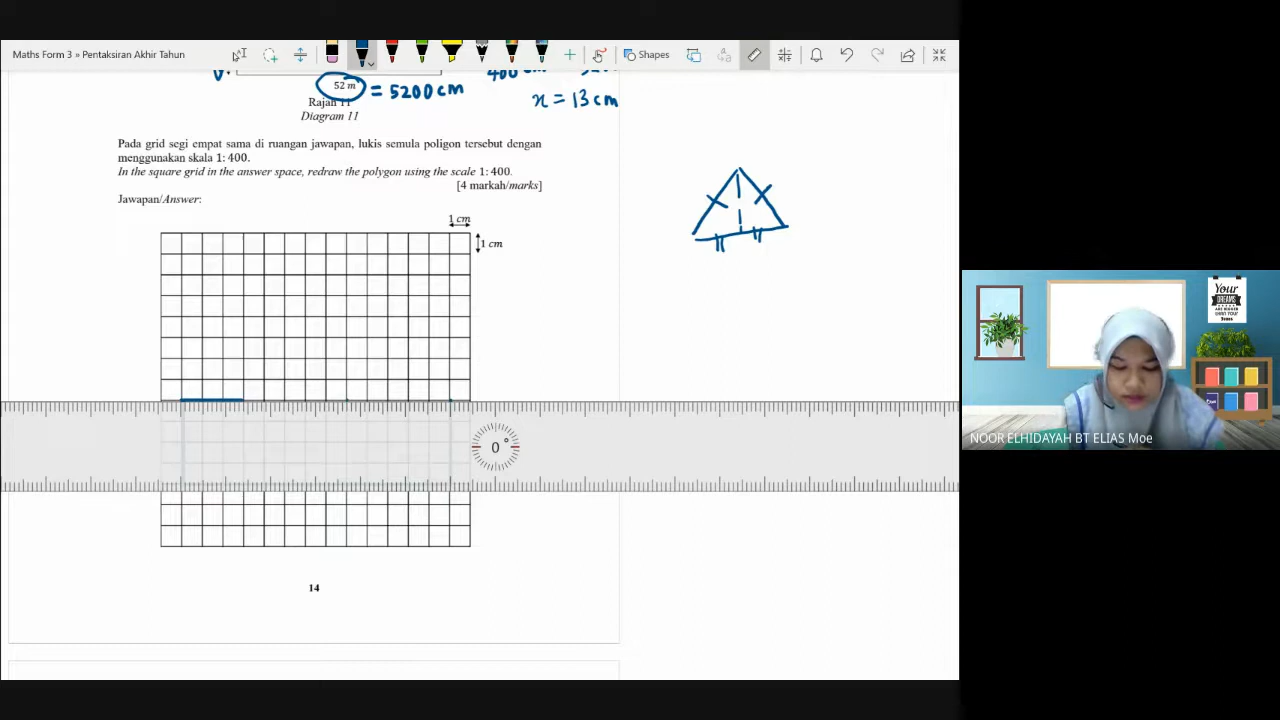 Maths Form 3 » Pentaksiran Akhir Tahun
Shapes
52 m = 5200 cm
x = 13 cm
Rajah 11
Diagram 11
Pada grid segi empat sama di ruangan jawapan, lukis semula poligon tersebut dengan
menggunakan skala 1: 400.
In the square grid in the answer space, redraw the polygon using the scale 1: 400.
[4 markah/marks]
Jawapan/Answer:
1 cm
1 cm
0°
14
Your
DREAMS
NOOR ELHIDAYAH BT ELIAS Moe